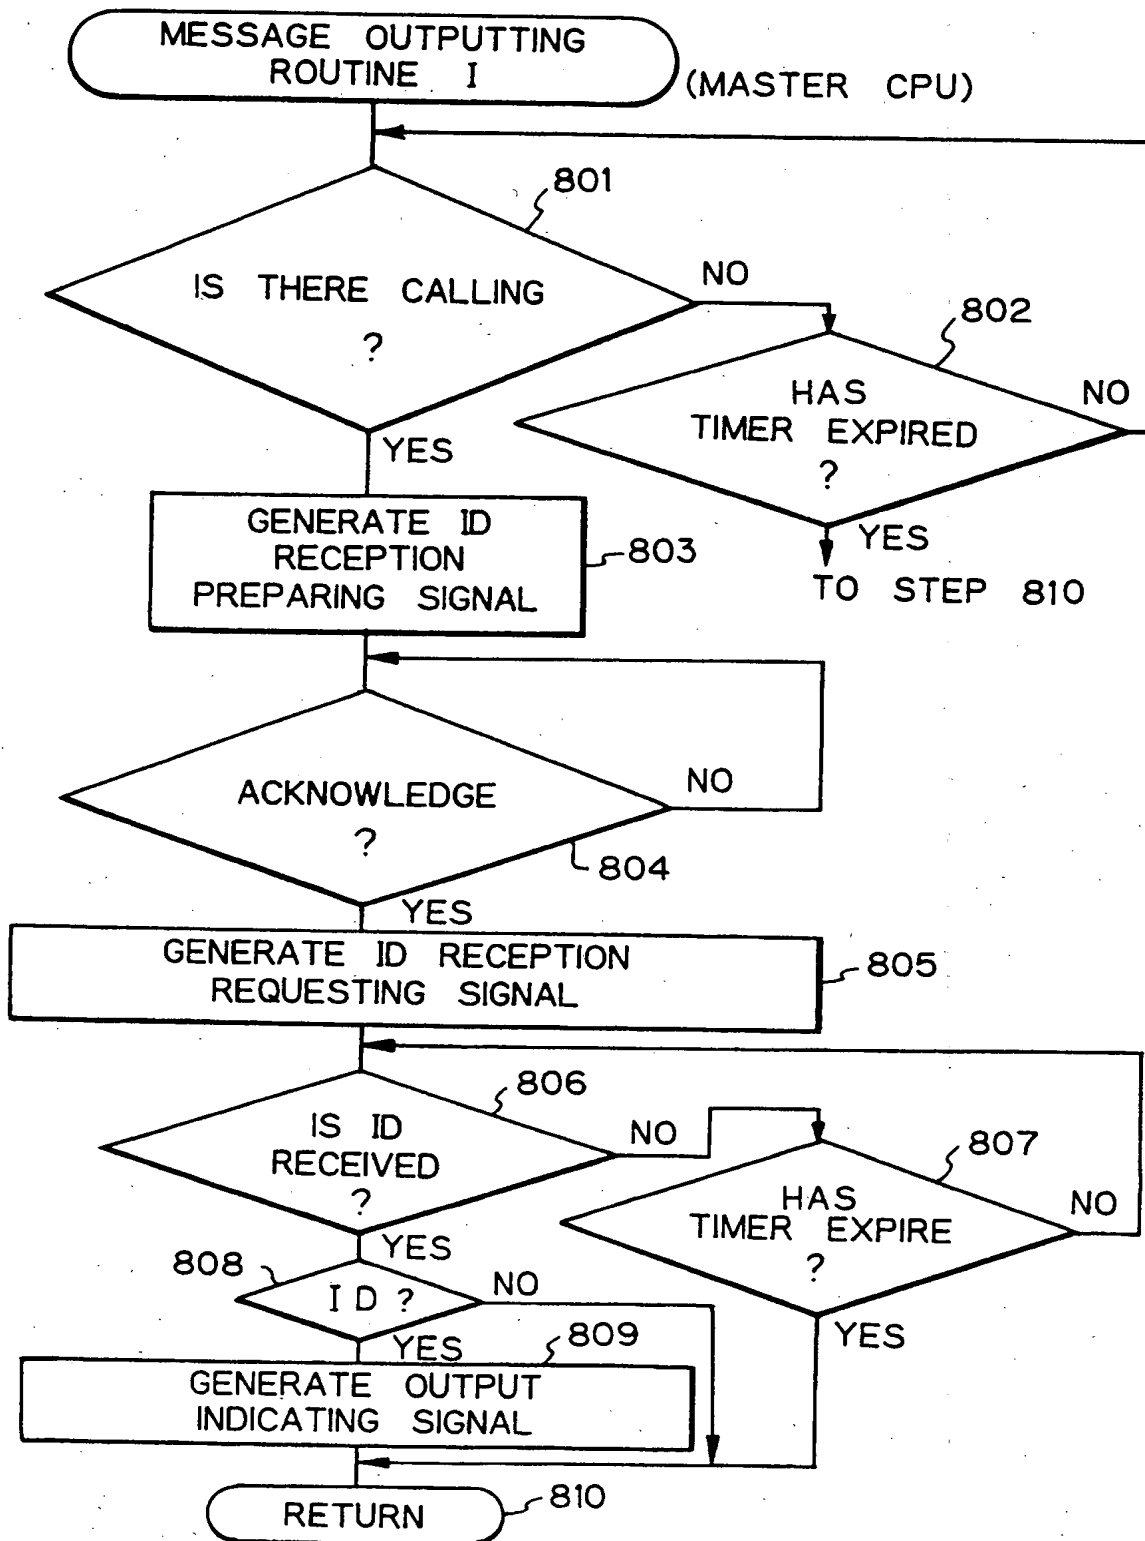 MESSAGE OUTPUTTING
ROUTINE I
(MASTER CPU)
801
IS THERE CALLING
?
NO
802
HAS
TIMER EXPIRED
?
NO
YES
YES
TO STEP 810
GENERATE ID
RECEPTION
PREPARING SIGNAL
803
ACKNOWLEDGE
?
NO
804
YES
GENERATE ID RECEPTION
REQUESTING SIGNAL
805
806
IS ID
RECEIVED
?
NO
807
HAS
TIMER EXPIRE
?
NO
YES
YES
808
ID ?
NO
YES
809
GENERATE OUTPUT
INDICATING SIGNAL
RETURN
810